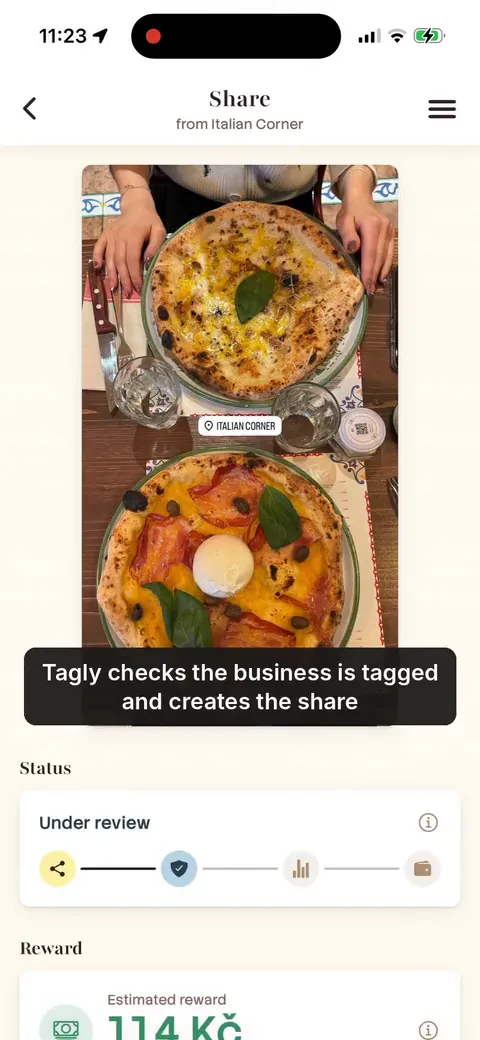 11:23
Share
from Italian Corner
ITALIAN CORNER
Tagly checks the business is tagged
and creates the share
Status
Under review
Reward
Estimated reward
114 Kč